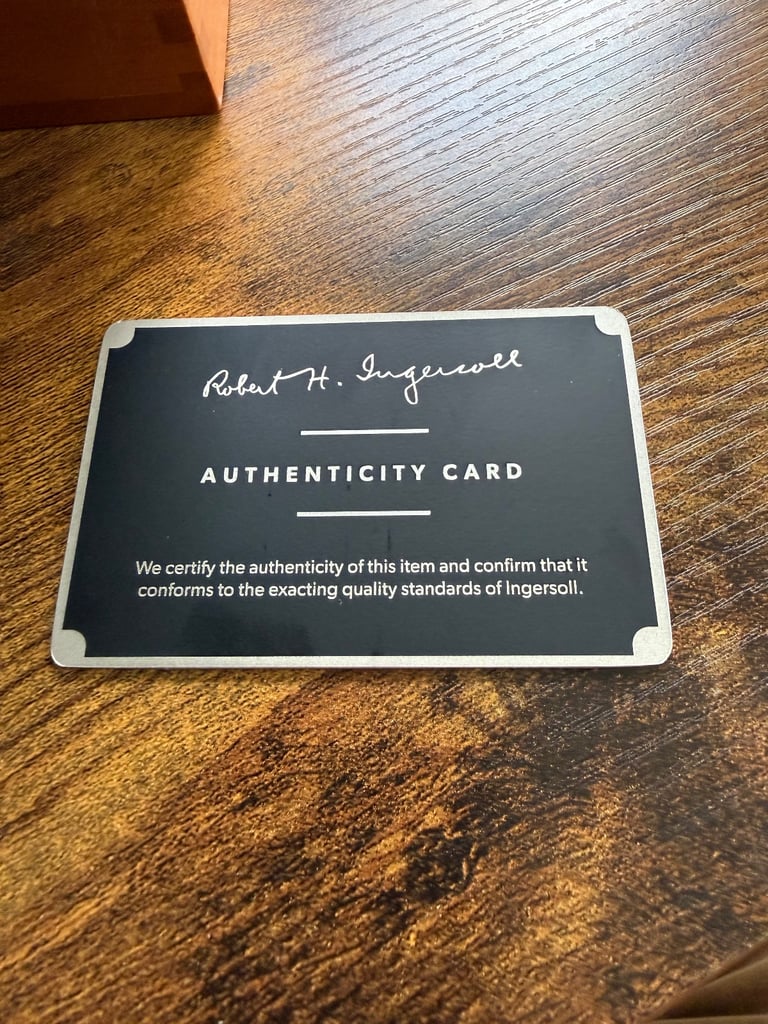 Robert H. Ingersoll
AUTHENTICITY CARD
We certify the authenticity of this item and confirm that it
conforms to the exacting quality standards of Ingersoll.